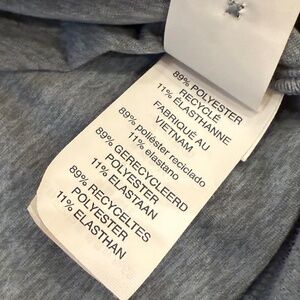 89% POLYESTER
RECYCLÉ
11% ÉLASTHANNE
FABRIQUÉ AU
VIETNAM
89% poliéster reciclado
11% elastano
89% GERECYCLEERD
POLYESTER
11% ELASTAAN
89% RECYCELTES
POLYESTER
11% ELASTHAN